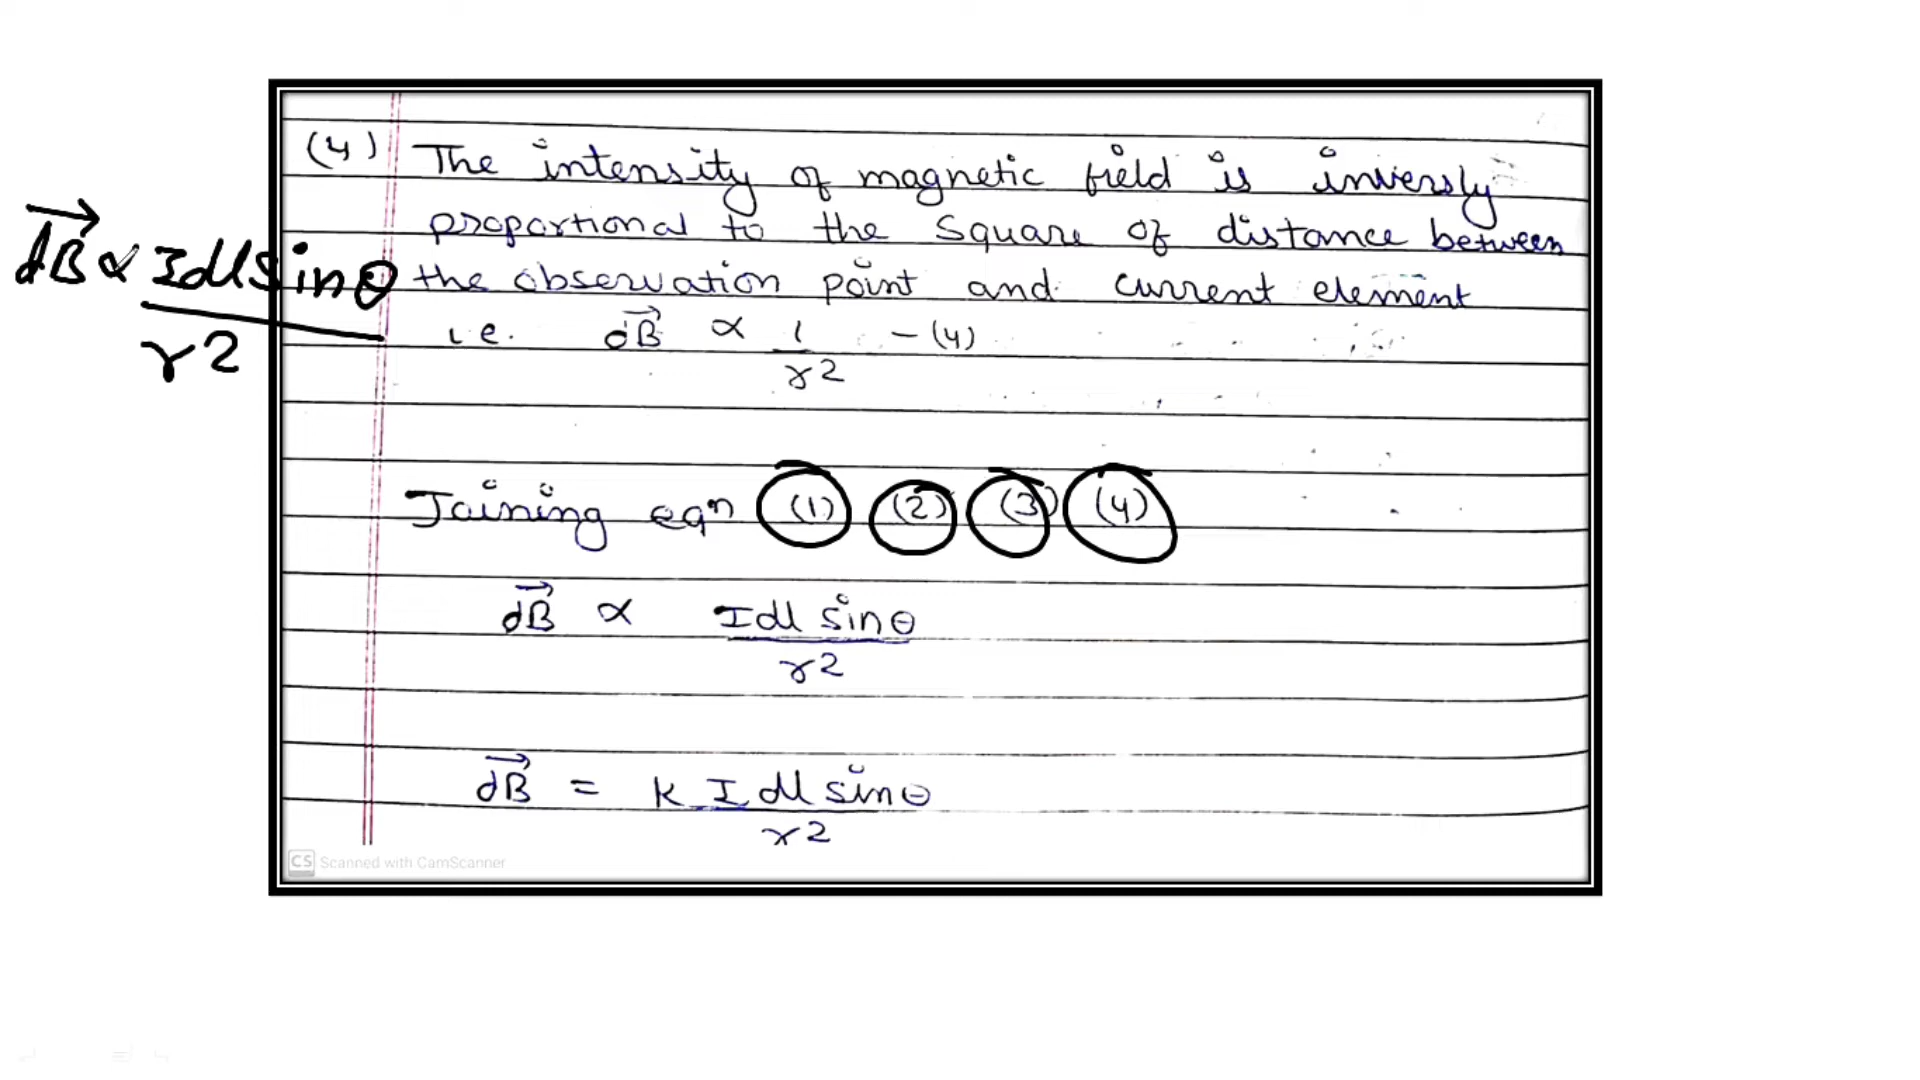 (4) The intensity of magnetic field is inversly
proportional to the square of distance between
the observation point and current element
i.e. dB⃗ ∝ 1/r2 - (4)
dB⃗ ∝ Idl sinθ/r2
Joining eqn (1) (2) (3) (4)
dB⃗ ∝ Idl sinθ/r2
dB⃗ = k I dl sinθ/r2
CS Scanned with CamScanner